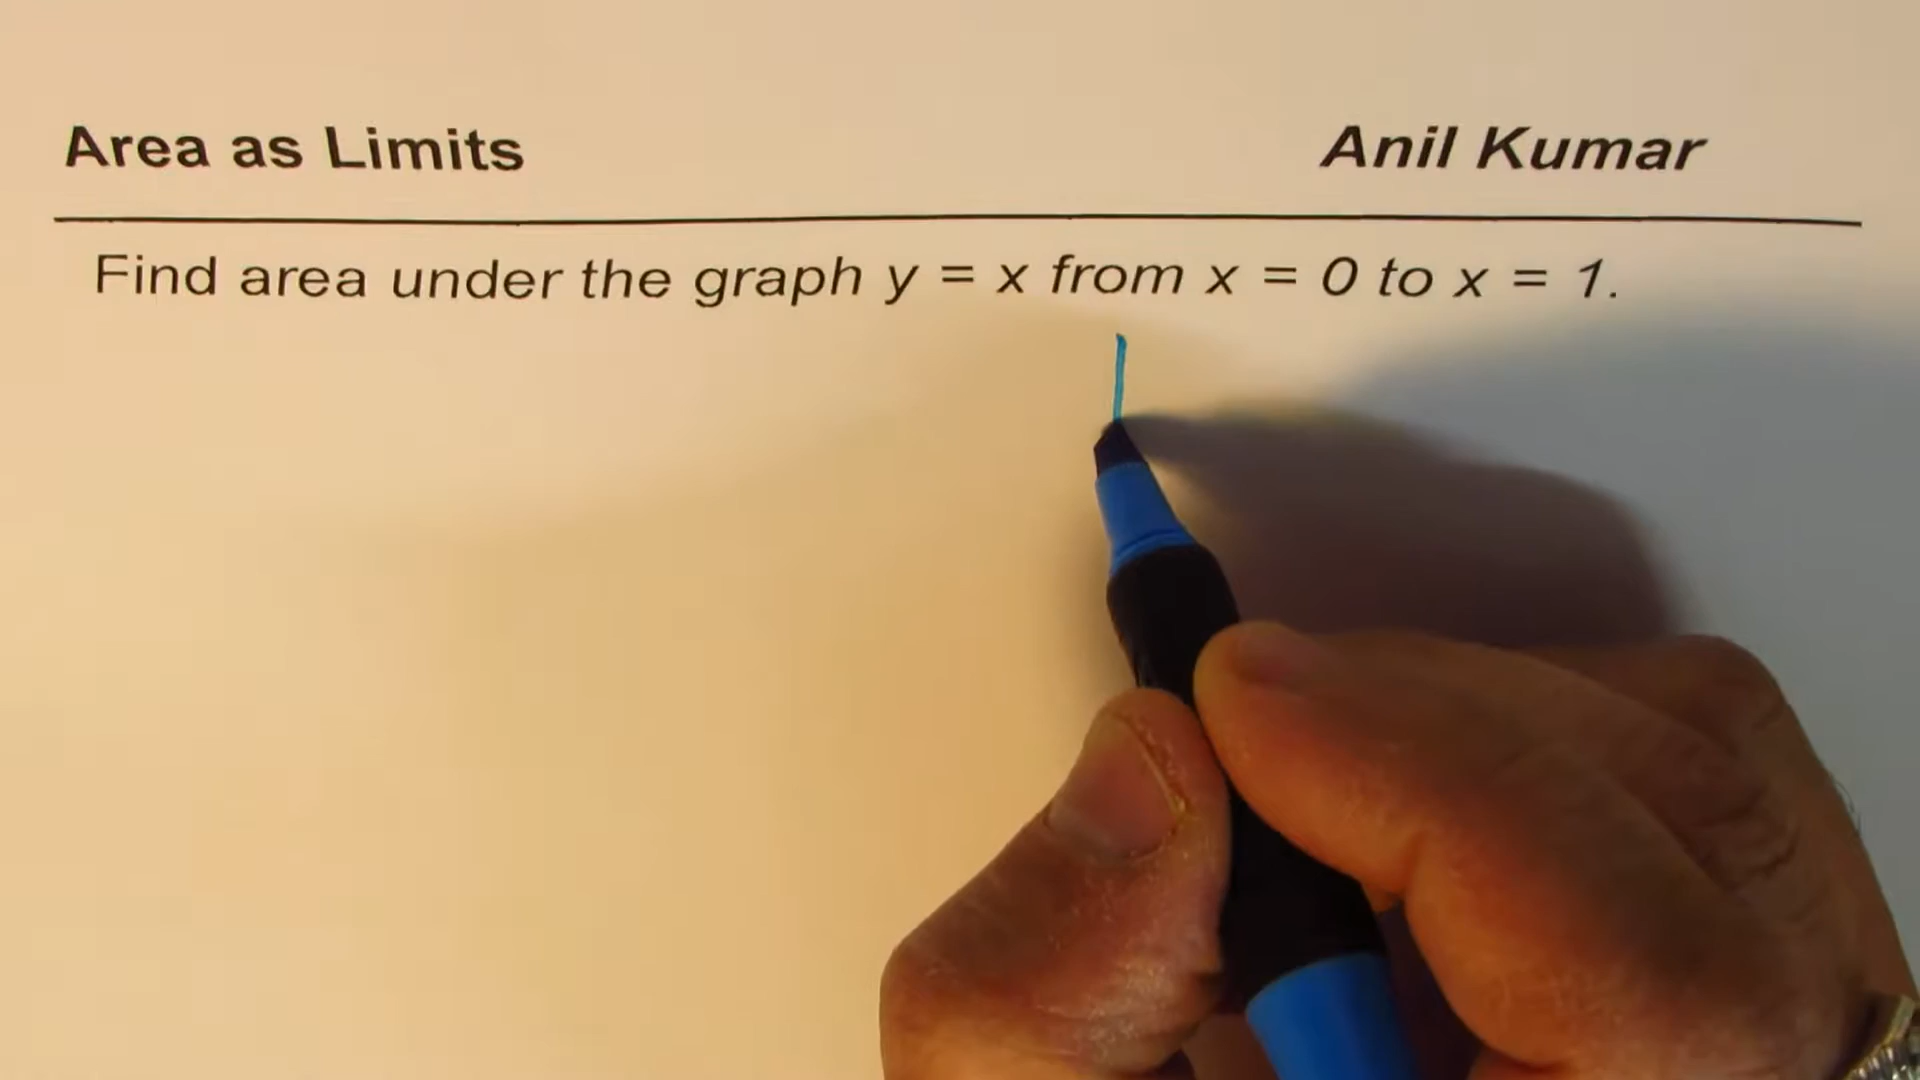 Area as Limits
Anil Kumar
Find area under the graph y = x from x = 0 to x = 1.